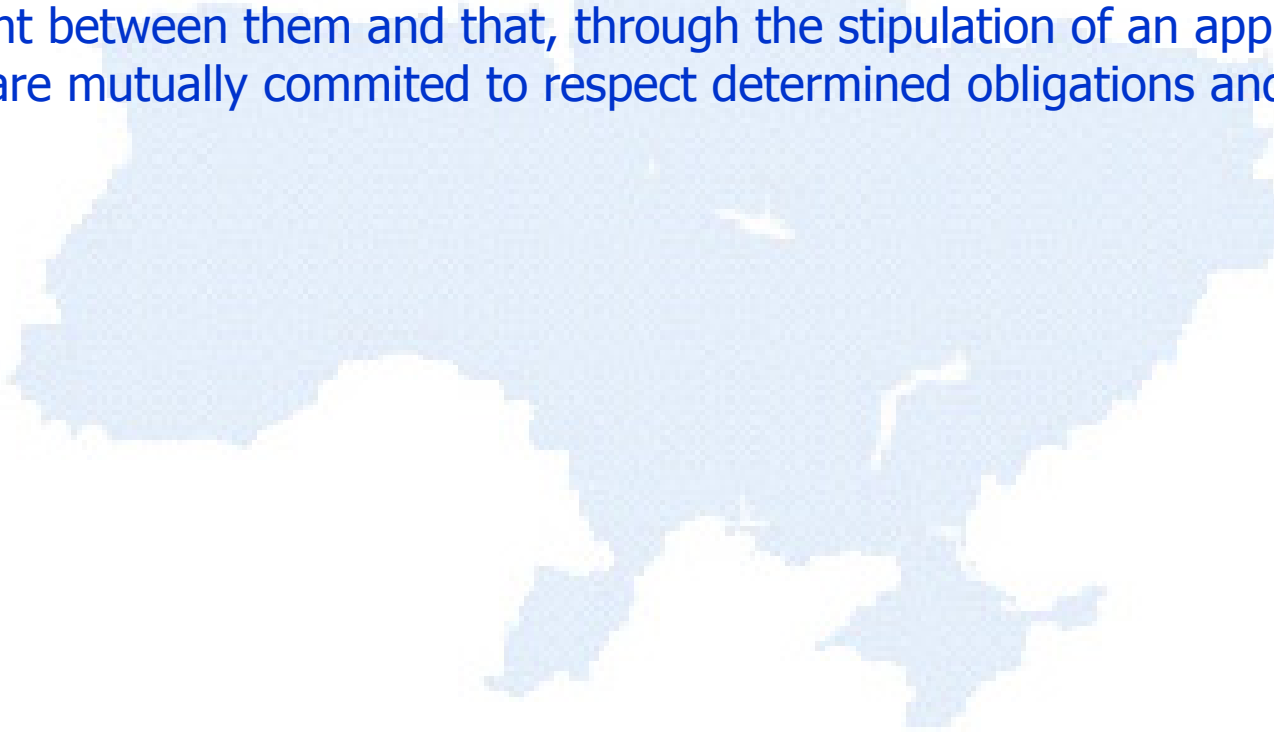 nt between them and that, through the stipulation of an app
are mutually commited to respect determined obligations and